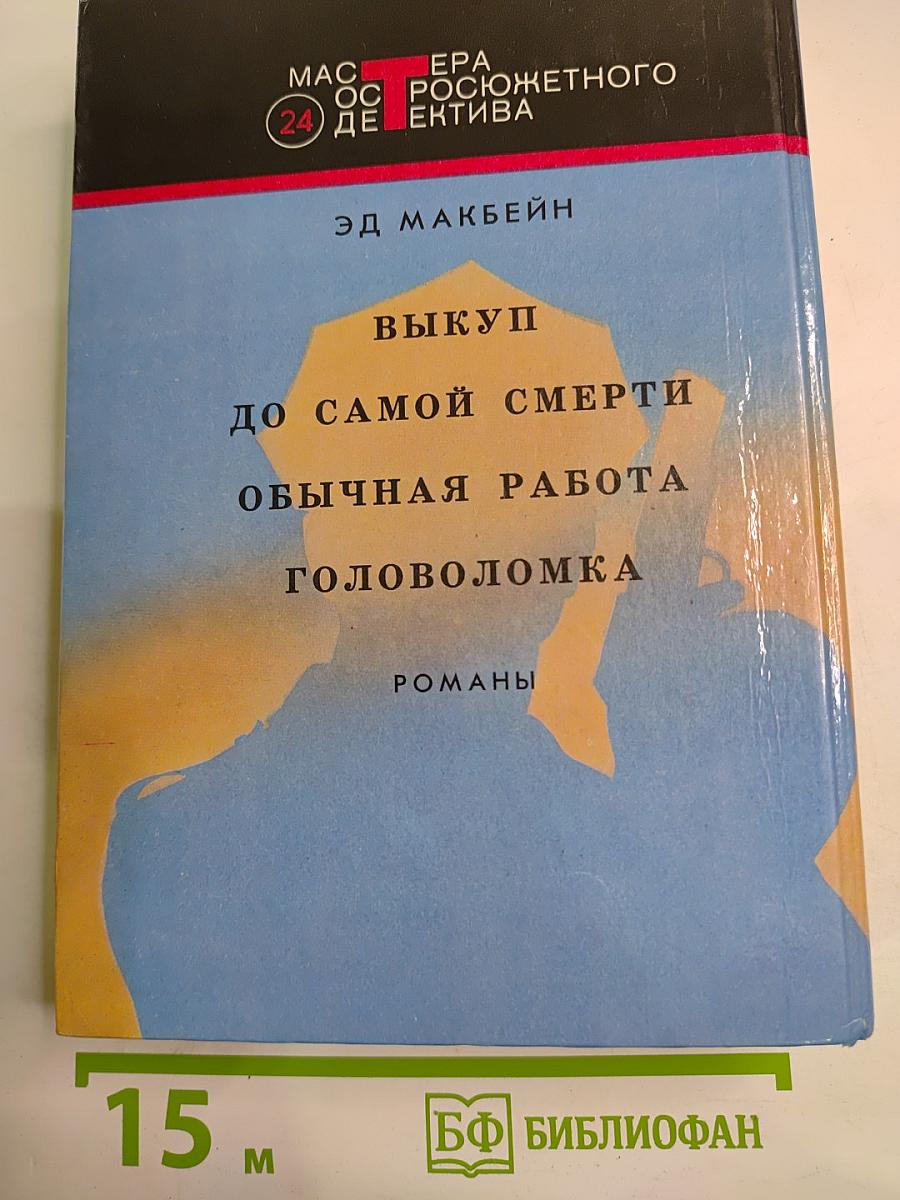 МАСТЕРА
ОСТРОСЮЖЕТНОГО
24 ДЕТЕКТИВА
ЭД МАКБЕЙН
ВЫКУП
ДО САМОЙ СМЕРТИ
ОБЫЧНАЯ РАБОТА
ГОЛОВОЛОМКА
РОМАНЫ
15 м
БФ БИБЛИОФАН